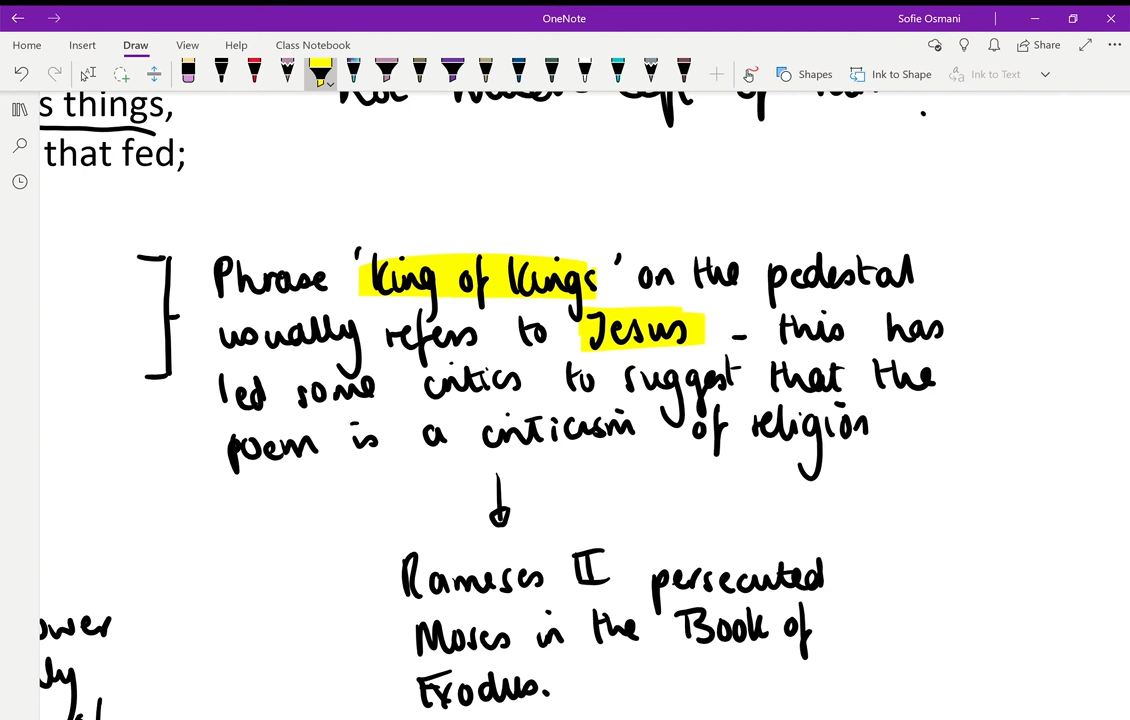 OneNote
Sofie Osmani
Home Insert Draw View Help Class Notebook
Share
Shapes Ink to Shape Ink to Text
s things,
that fed;
Phrase 'King of Kings' on the pedestal
usually refers to Jesus - this has
led some critics to suggest that the
poem is a criticism of religion
Rameses II persecuted
Moses in the Book of
Exodus.
ower